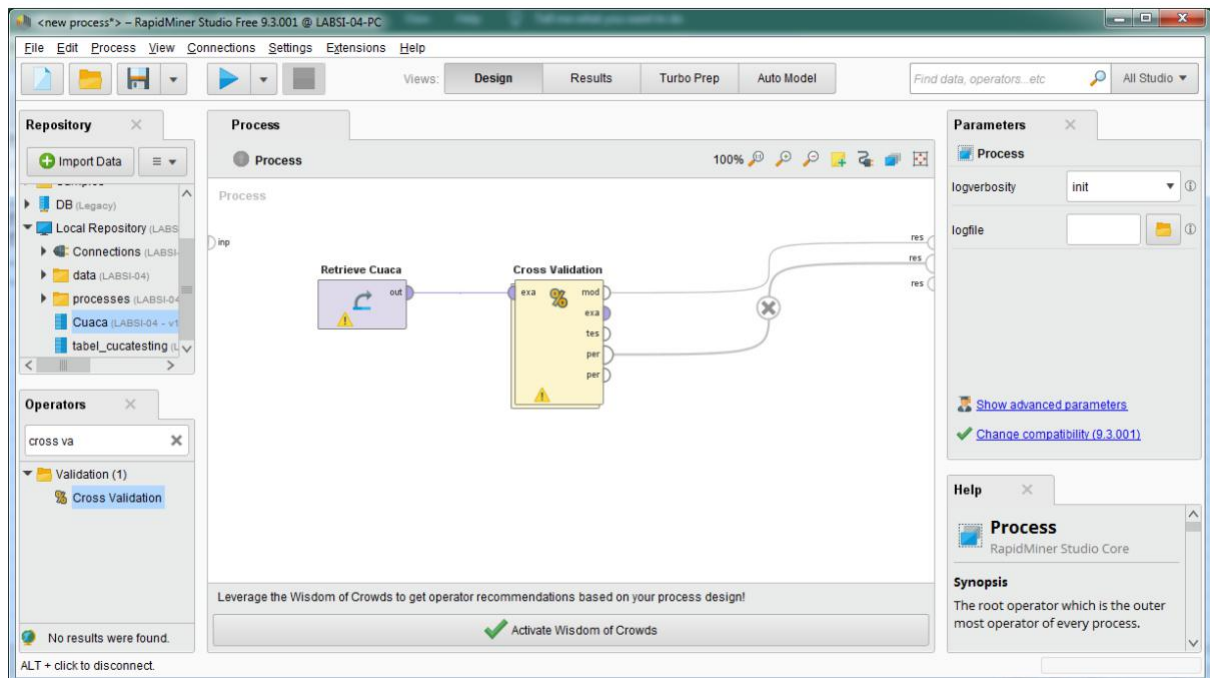 <new process*> – RapidMiner Studio Free 9.3.001 @ LABSI-04-PC
File Edit Process View Connections Settings Extensions Help
Views: Design Results Turbo Prep Auto Model
Find data, operators...etc
All Studio
Repository
Import Data
DB (Legacy)
Local Repository (LABS
Connections (LABSI-
data (LABSI-04)
processes (LABSI-04
Cuaca (LABSI-04 - v1
tabel_cucatesting (L
Operators
cross va
Validation (1)
Cross Validation
No results were found.
ALT + click to disconnect.
Process
Process
100%
Process
inp
Retrieve Cuaca
out
Cross Validation
exa mod
exa
tes
per
per
res
res
res
Leverage the Wisdom of Crowds to get operator recommendations based on your process design!
Activate Wisdom of Crowds
Parameters
Process
logverbosity init
logfile
Show advanced parameters
Change compatibility (9.3.001)
Help
Process
RapidMiner Studio Core
Synopsis
The root operator which is the outer
most operator of every process.